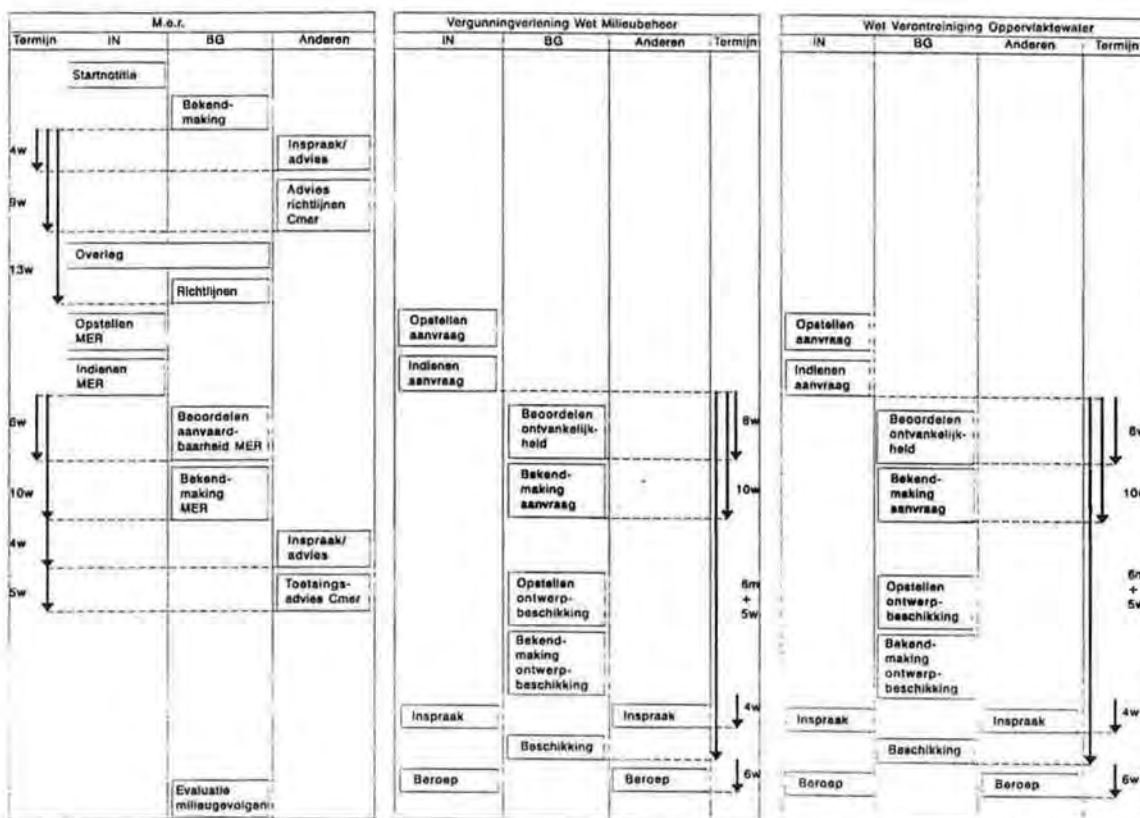 M.e.r.
Termijn IN BG Anderen
Startnotitie
Bekend-
making
4w
Inspraak/
advies
9w
Advies
richtlijnen
Cmer
Overleg
13w
Richtlijnen
Opstellen
MER
Indienen
MER
6w
Beoordelen
aanvaard-
baarheid MER
10w
Bekend-
making
MER
4w
Inspraak/
advies
5w
Toetsings-
advies Cmer
Evaluatie
milieugevolgen
Vergunningverlening Wet Milieubeheer
IN BG Anderen Termijn
Opstellen
aanvraag
Indienen
aanvraag
Beoordelen
ontvankelijk-
heid
8w
Bekend-
making
aanvraag
10w
Opstellen
ontwerp-
beschikking
6m
+
5w
Bekend-
making
ontwerp-
beschikking
Inspraak Inspraak 4w
Beschikking
Beroep Beroep 6w
Wet Verontreiniging Oppervlaktewater
IN BG Anderen Termijn
Opstellen
aanvraag
Indienen
aanvraag
Beoordelen
ontvankelijk-
heid
8w
Bekend-
making
aanvraag
10w
Opstellen
ontwerp-
beschikking
6m
+
5w
Bekend-
making
ontwerp-
beschikking
Inspraak Inspraak 4w
Beschikking
Beroep Beroep 6w